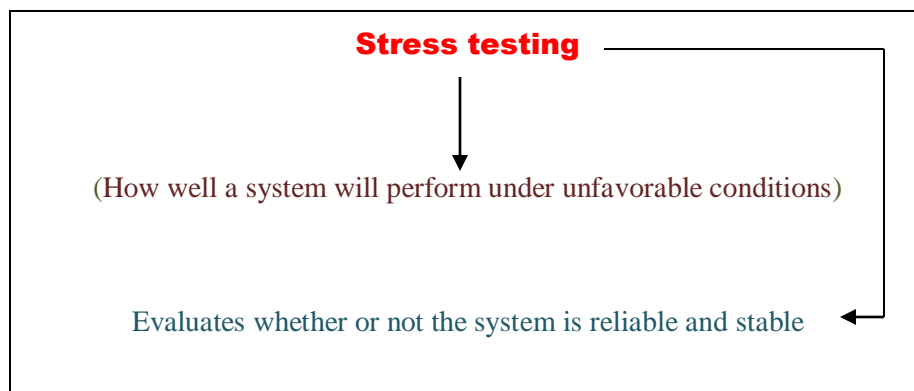 Stress testing
(How well a system will perform under unfavorable conditions)
Evaluates whether or not the system is reliable and stable